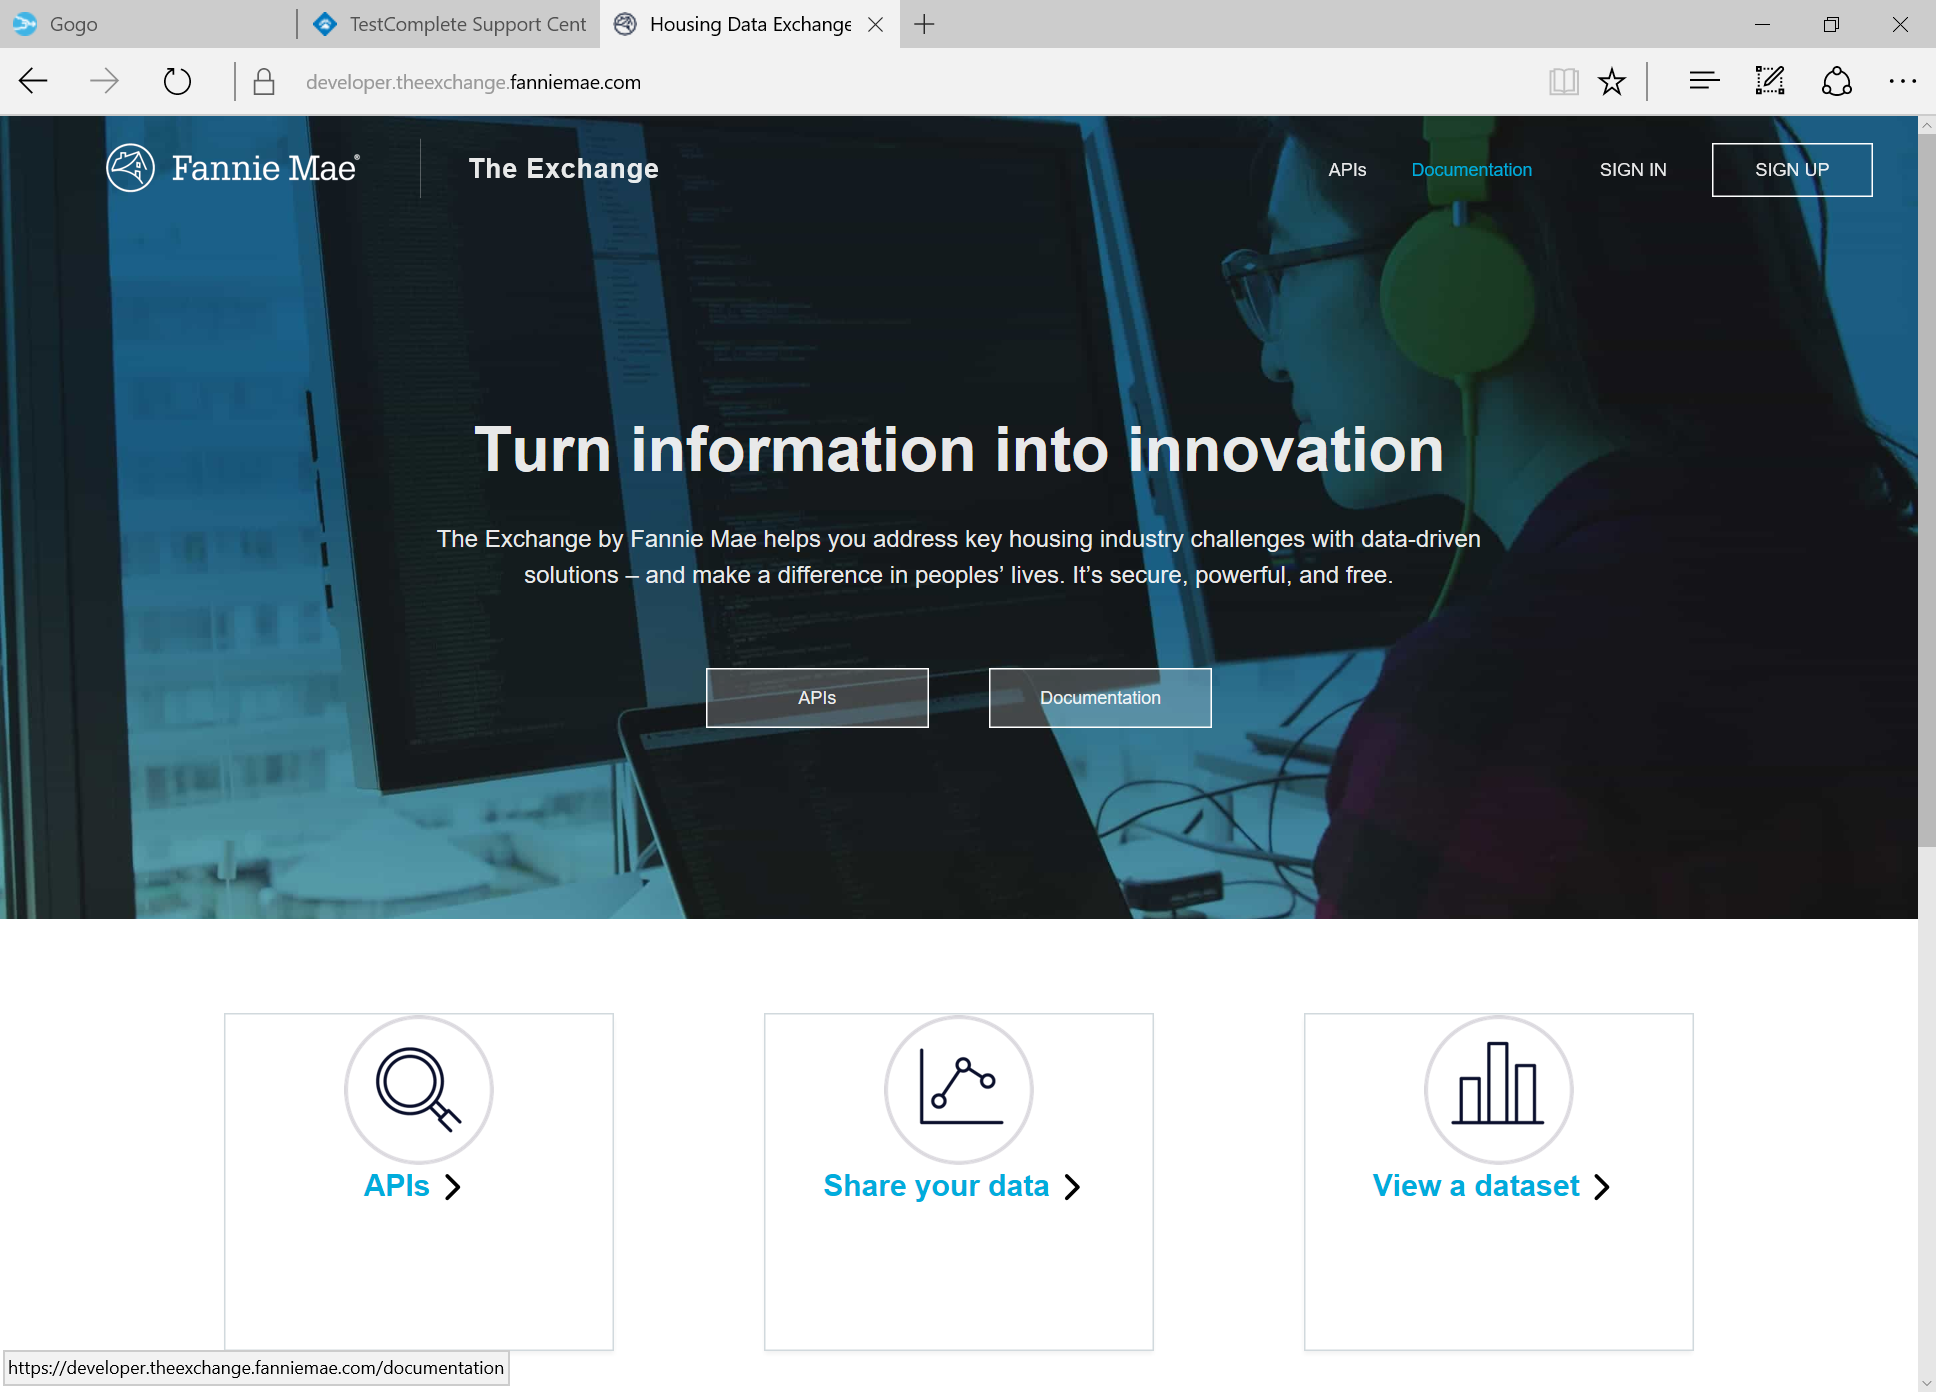 Gogo
TestComplete Support Cent
Housing Data Exchange
developer.theexchange.fanniemae.com
Fannie Mae®
The Exchange
APIs
Documentation
SIGN IN
SIGN UP
Turn information into innovation
The Exchange by Fannie Mae helps you address key housing industry challenges with data-driven
solutions – and make a difference in peoples’ lives. It’s secure, powerful, and free.
APIs
Documentation
APIs
Share your data
View a dataset
https://developer.theexchange.fanniemae.com/documentation